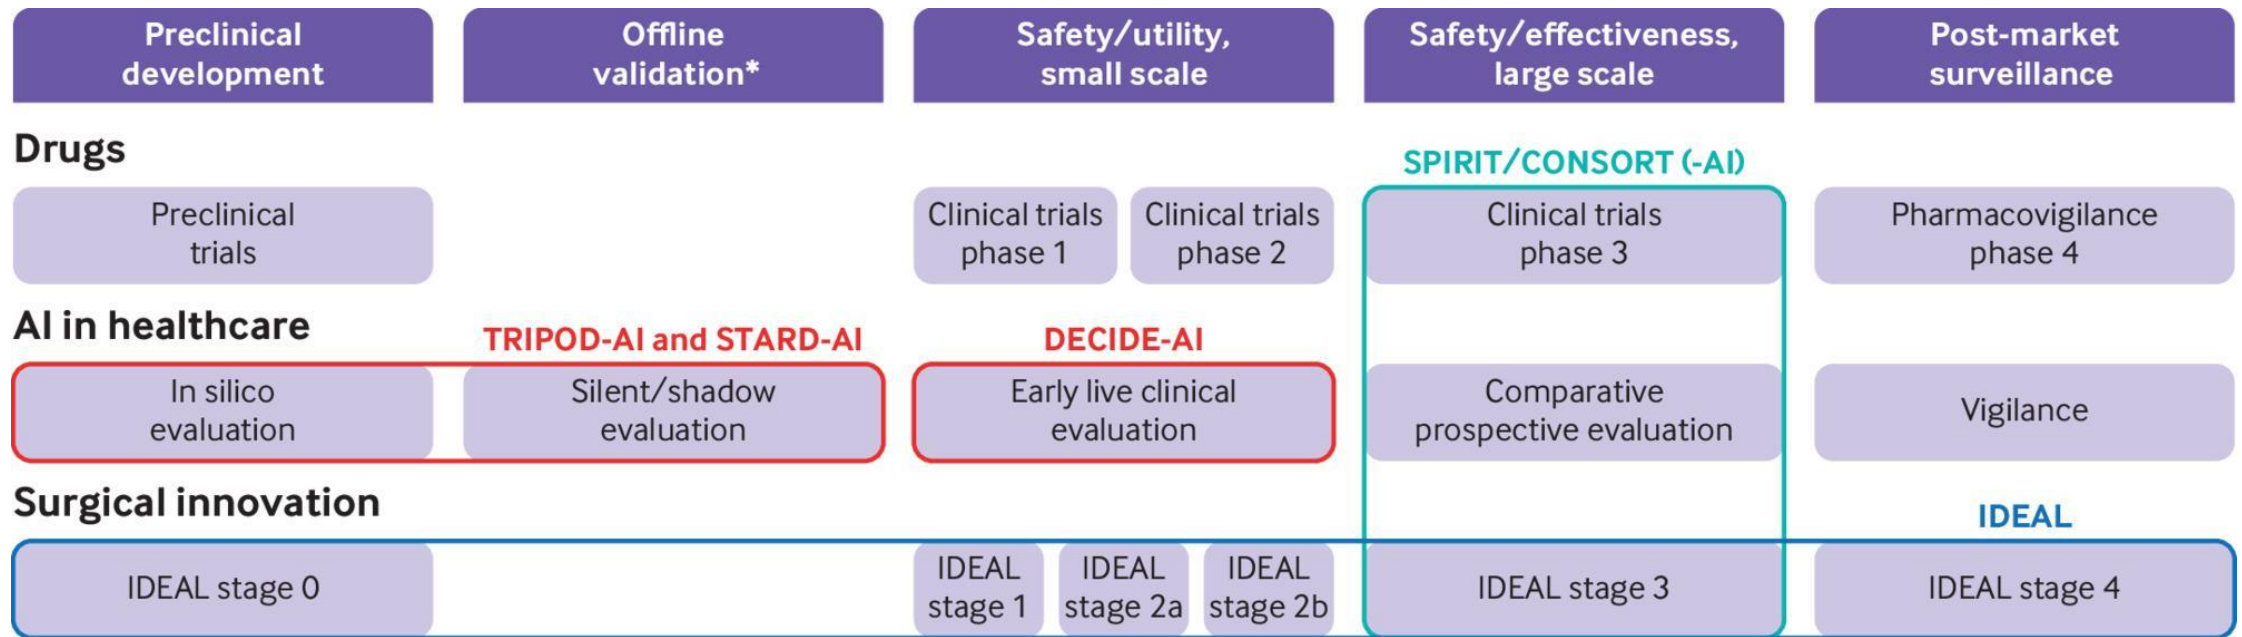 Preclinical
development
Offline
validation*
Safety/utility,
small scale
Safety/effectiveness,
large scale
Post-market
surveillance
Drugs
SPIRIT/CONSORT (-AI)
Preclinical
trials
Clinical trials
phase 1
Clinical trials
phase 2
Clinical trials
phase 3
Pharmacovigilance
phase 4
AI in healthcare
TRIPOD-AI and STARD-AI
DECIDE-AI
In silico
evaluation
Silent/shadow
evaluation
Early live clinical
evaluation
Comparative
prospective evaluation
Vigilance
Surgical innovation
IDEAL
IDEAL stage 0
IDEAL
stage 1
IDEAL
stage 2a
IDEAL
stage 2b
IDEAL stage 3
IDEAL stage 4